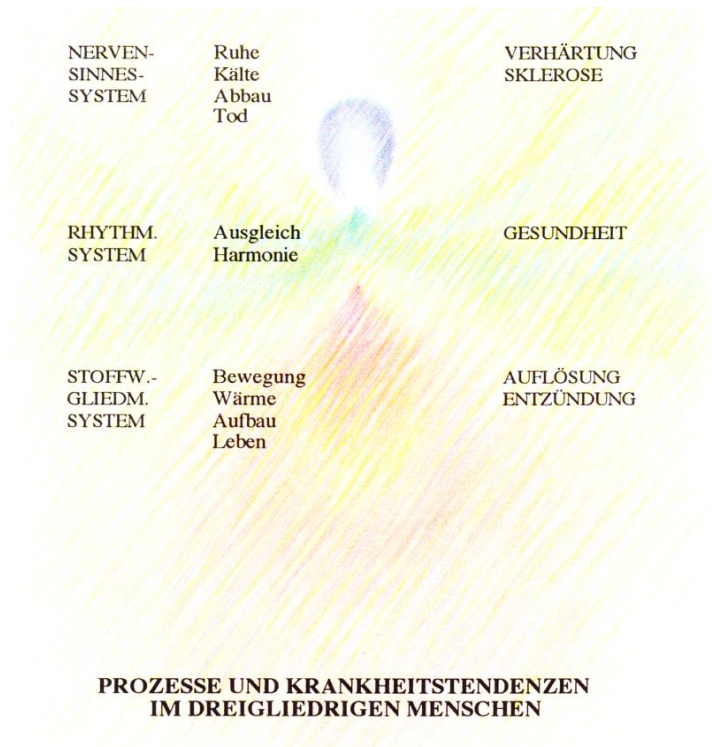 NERVEN-
SINNES-
SYSTEM
Ruhe
Kälte
Abbau
Tod
VERHÄRTUNG
SKLEROSE
RHYTHM.
SYSTEM
Ausgleich
Harmonie
GESUNDHEIT
STOFFW.-
GLIEDM.
SYSTEM
Bewegung
Wärme
Aufbau
Leben
AUFLÖSUNG
ENTZÜNDUNG
PROZESSE UND KRANKHEITSTENDENZEN
IM DREIGLIEDRIGEN MENSCHEN